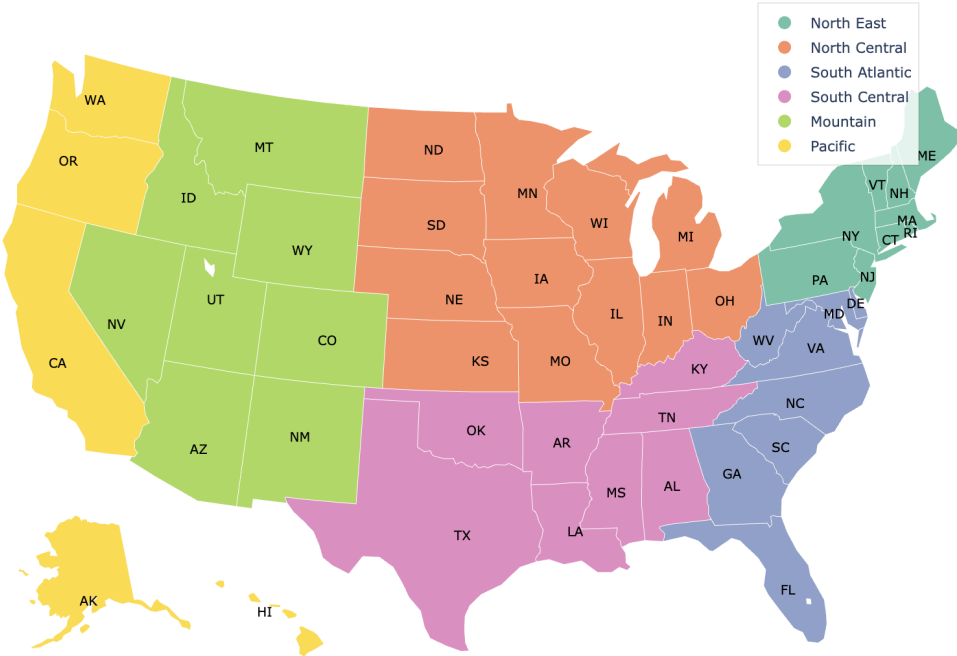 North East
North Central
South Atlantic
South Central
Mountain
Pacific
WA
OR
CA
NV
ID
MT
WY
UT
CO
AZ
NM
ND
SD
NE
KS
MN
IA
MO
WI
IL
MI
IN
OH
KY
TN
OK
AR
TX
LA
MS
AL
ME
VT
NH
MA
RI
CT
NY
NJ
PA
DE
MD
WV
VA
NC
SC
GA
FL
AK
HI